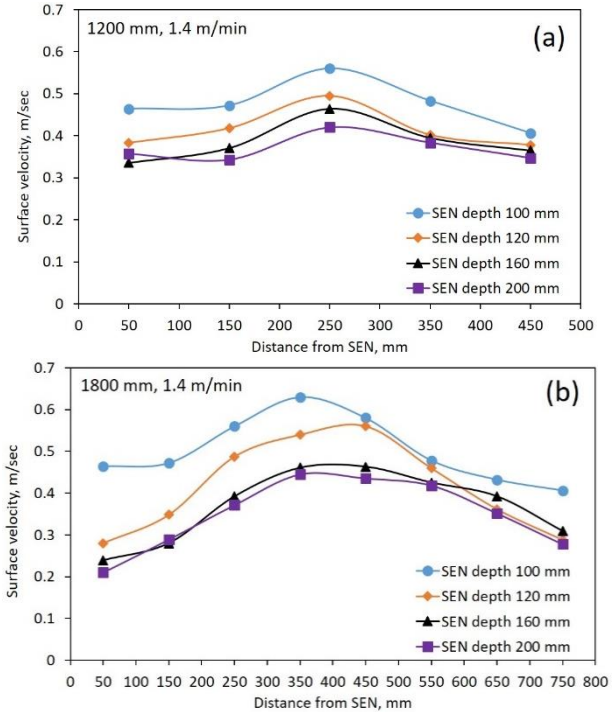 0.7
1200 mm, 1.4 m/min
(a)
0.6
0.5
0.4
0.3
0.2
0.1
0
Surface velocity, m/sec
SEN depth 100 mm
SEN depth 120 mm
SEN depth 160 mm
SEN depth 200 mm
0 50 100 150 200 250 300 350 400 450 500
Distance from SEN, mm
0.7
1800 mm, 1.4 m/min
(b)
0.6
0.5
0.4
0.3
0.2
0.1
0
Surface velocity, m/sec
SEN depth 100 mm
SEN depth 120 mm
SEN depth 160 mm
SEN depth 200 mm
0 50 100 150 200 250 300 350 400 450 500 550 600 650 700 750 800
Distance from SEN, mm